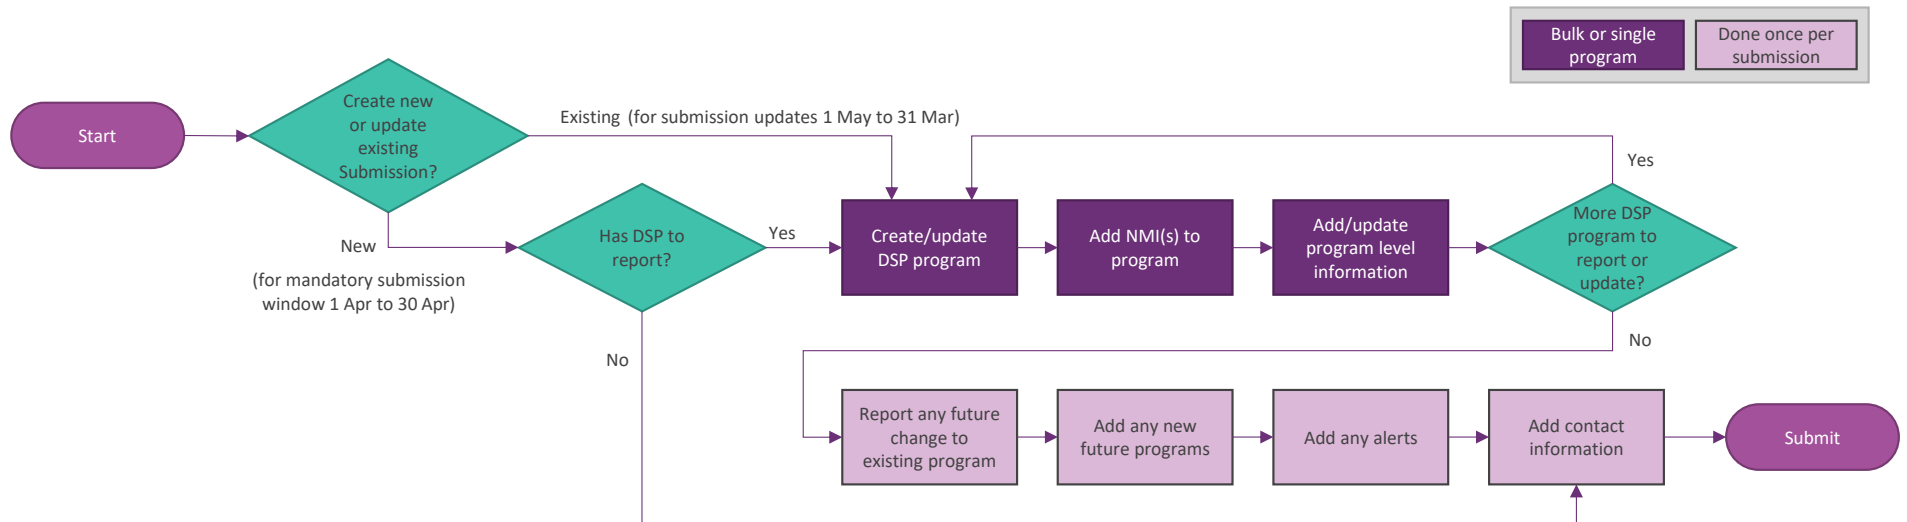 Bulk or single
program
Done once per
submission
Start
Create new
or update
existing
Submission?
Existing (for submission updates 1 May to 31 Mar)
New
(for mandatory submission
window 1 Apr to 30 Apr)
Has DSP to
report?
Yes
No
Create/update
DSP program
Add NMI(s) to
program
Add/update
program level
information
More DSP
program to
report or
update?
Yes
No
Report any future
change to
existing program
Add any new
future programs
Add any alerts
Add contact
information
Submit